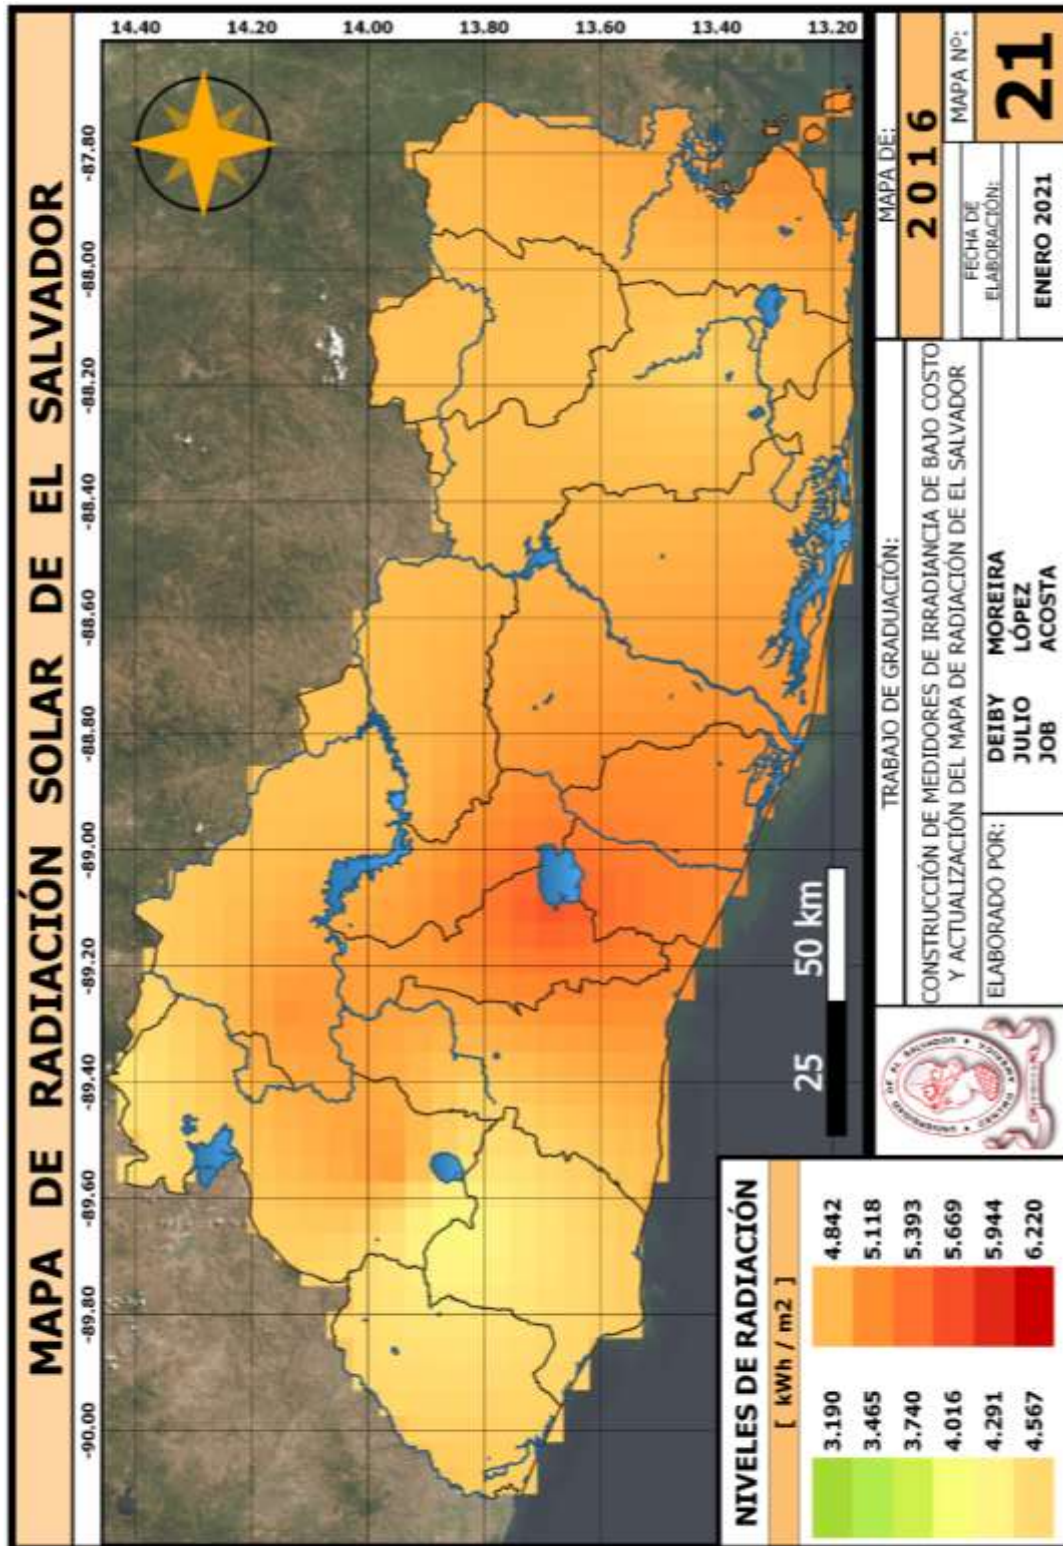 MAPA DE RADIACIÓN SOLAR DE EL SALVADOR
-90.00 -89.80 -89.60 -89.40 -89.20 -89.00 -88.80 -88.60 -88.40 -88.20 -88.00 -87.80
14.40
14.20
14.00
13.80
13.60
13.40
13.20
25 50 km
NIVELES DE RADIACIÓN
[ kWh / m2 ]
3.190 4.842
3.465 5.118
3.740 5.393
4.016 5.669
4.291 5.944
4.567 6.220
TRABAJO DE GRADUACIÓN:
CONSTRUCCIÓN DE MEDIDORES DE IRRADIANCIA DE BAJO COSTO
Y ACTUALIZACIÓN DEL MAPA DE RADIACIÓN DE EL SALVADOR
ELABORADO POR:
DEIBY MOREIRA
JULIO LÓPEZ
JOB ACOSTA
MAPA DE:
2016
FECHA DE
ELABORACIÓN:
ENERO 2021
MAPA Nº:
21